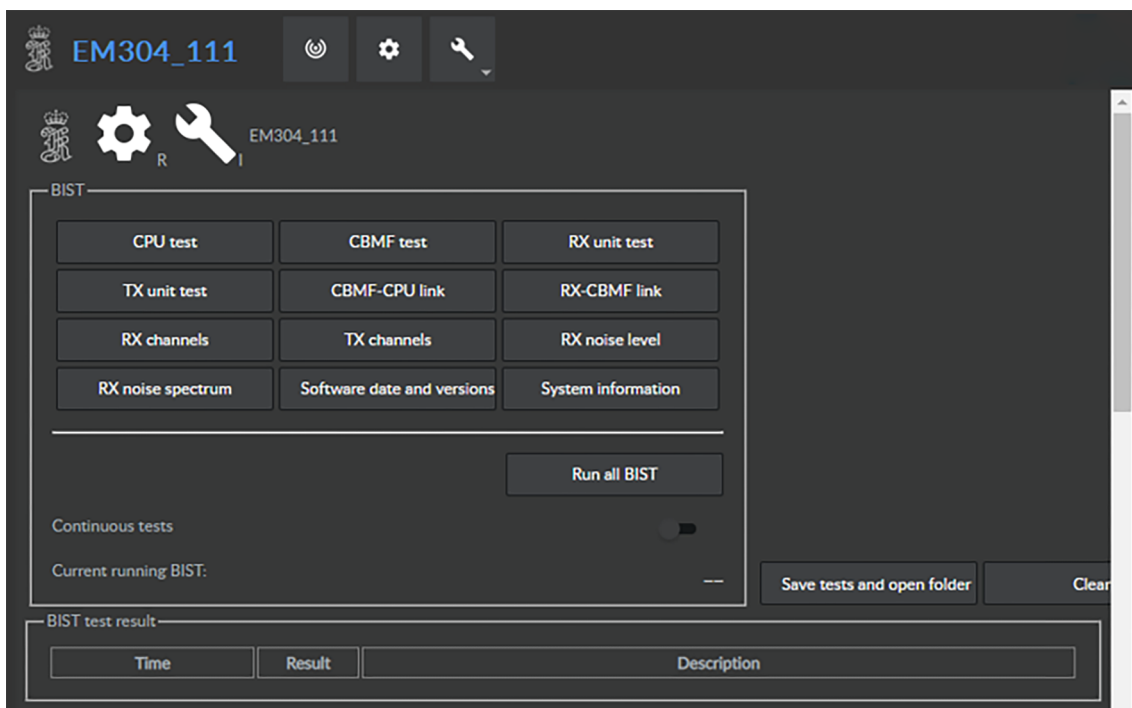 EM304_111
EM304_111
R
I
BIST
CPU test CBMF test RX unit test
TX unit test CBMF-CPU link RX-CBMF link
RX channels TX channels RX noise level
RX noise spectrum Software date and versions System information
Run all BIST
Continuous tests
Current running BIST: __
Save tests and open folder Clear
BIST test result
Time Result Description